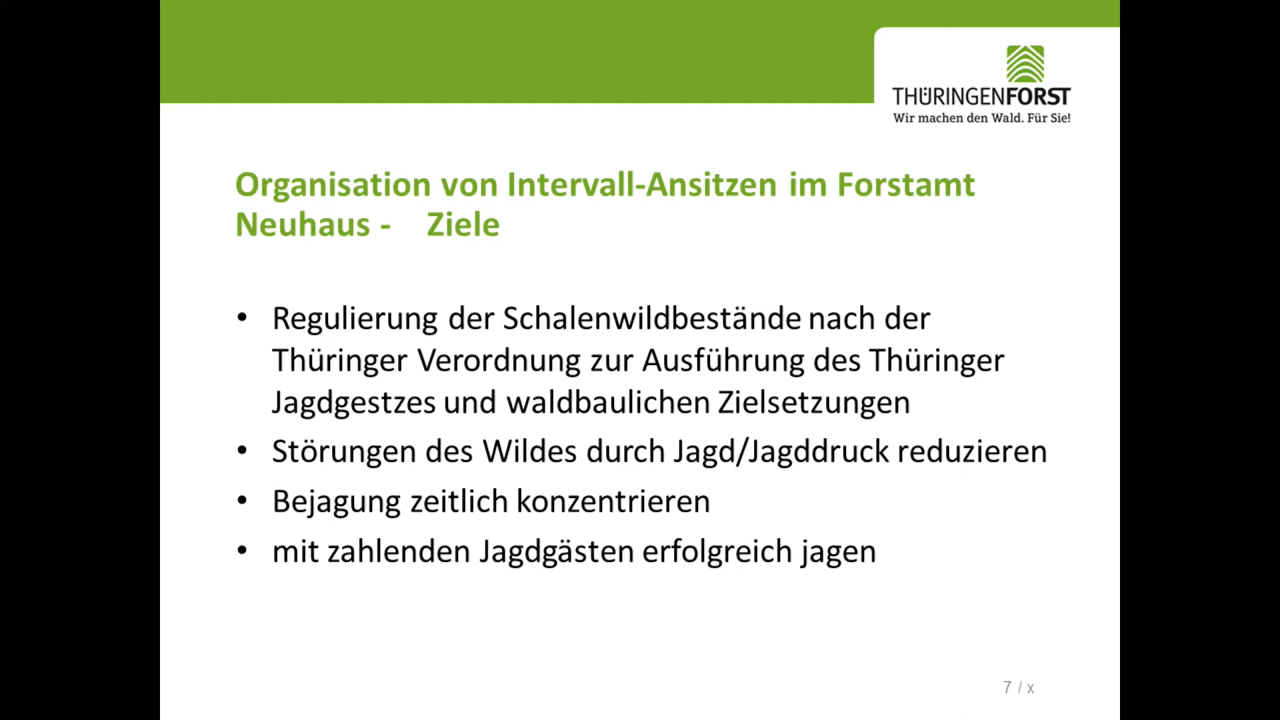 THÜRINGENFORST
Wir machen den Wald. Für Sie!
Organisation von Intervall-Ansitzen im Forstamt
Neuhaus - Ziele
• Regulierung der Schalenwildbestände nach der
Thüringer Verordnung zur Ausführung des Thüringer
Jagdgestzes und waldbaulichen Zielsetzungen
• Störungen des Wildes durch Jagd/Jagddruck reduzieren
• Bejagung zeitlich konzentrieren
• mit zahlenden Jagdgästen erfolgreich jagen
7 / x